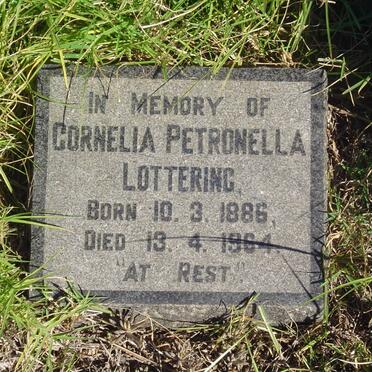 IN MEMORY OF
CORNELIA PETRONELLA
LOTTERING,
BORN 10. 3. 1886,
DIED 13. 4. 1964.
"AT REST"